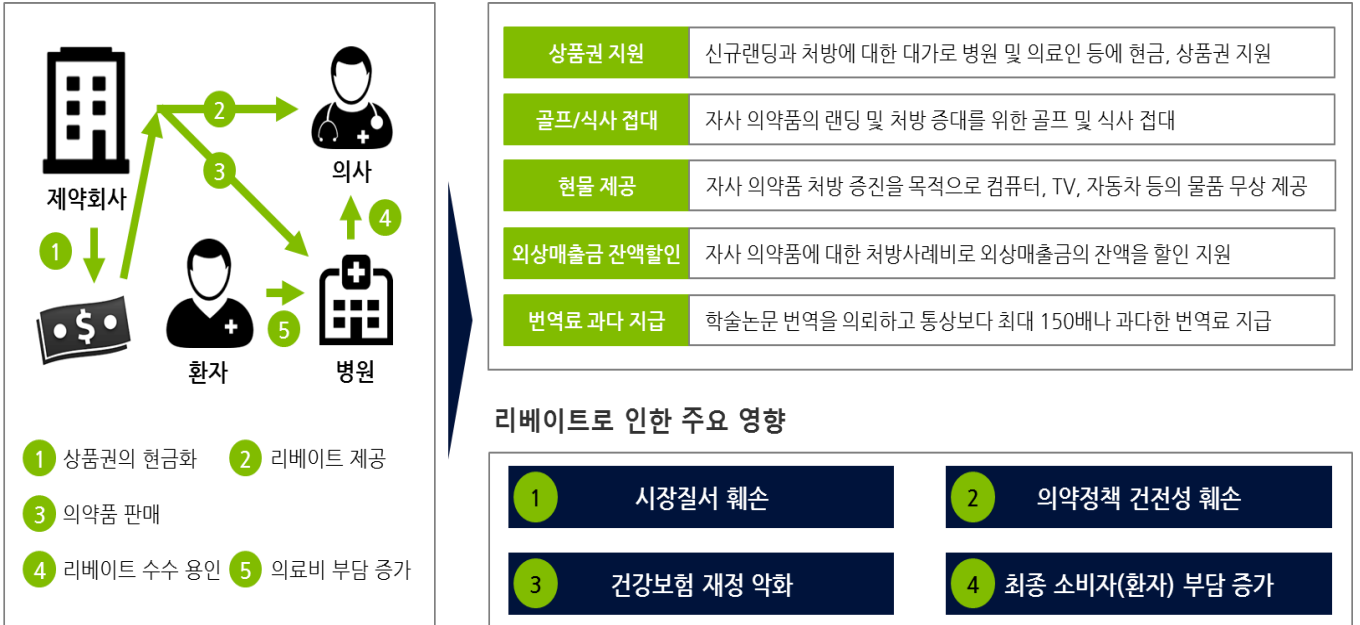 제약회사
의사
환자
병원
1
2
3
4
5
$
1 상품권의 현금화
2 리베이트 제공
3 의약품 판매
4 리베이트 수수 용인
5 의료비 부담 증가
상품권 지원
신규랜딩과 처방에 대한 대가로 병원 및 의료인 등에 현금, 상품권 지원
골프/식사 접대
자사 의약품의 랜딩 및 처방 증대를 위한 골프 및 식사 접대
현물 제공
자사 의약품 처방 증진을 목적으로 컴퓨터, TV, 자동차 등의 물품 무상 제공
외상매출금 잔액할인
자사 의약품에 대한 처방사례비로 외상매출금의 잔액을 할인 지원
번역료 과다 지급
학술논문 번역을 의뢰하고 통상보다 최대 150배나 과다한 번역료 지급
리베이트로 인한 주요 영향
1 시장질서 훼손
2 의약정책 건전성 훼손
3 건강보험 재정 악화
4 최종 소비자(환자) 부담 증가